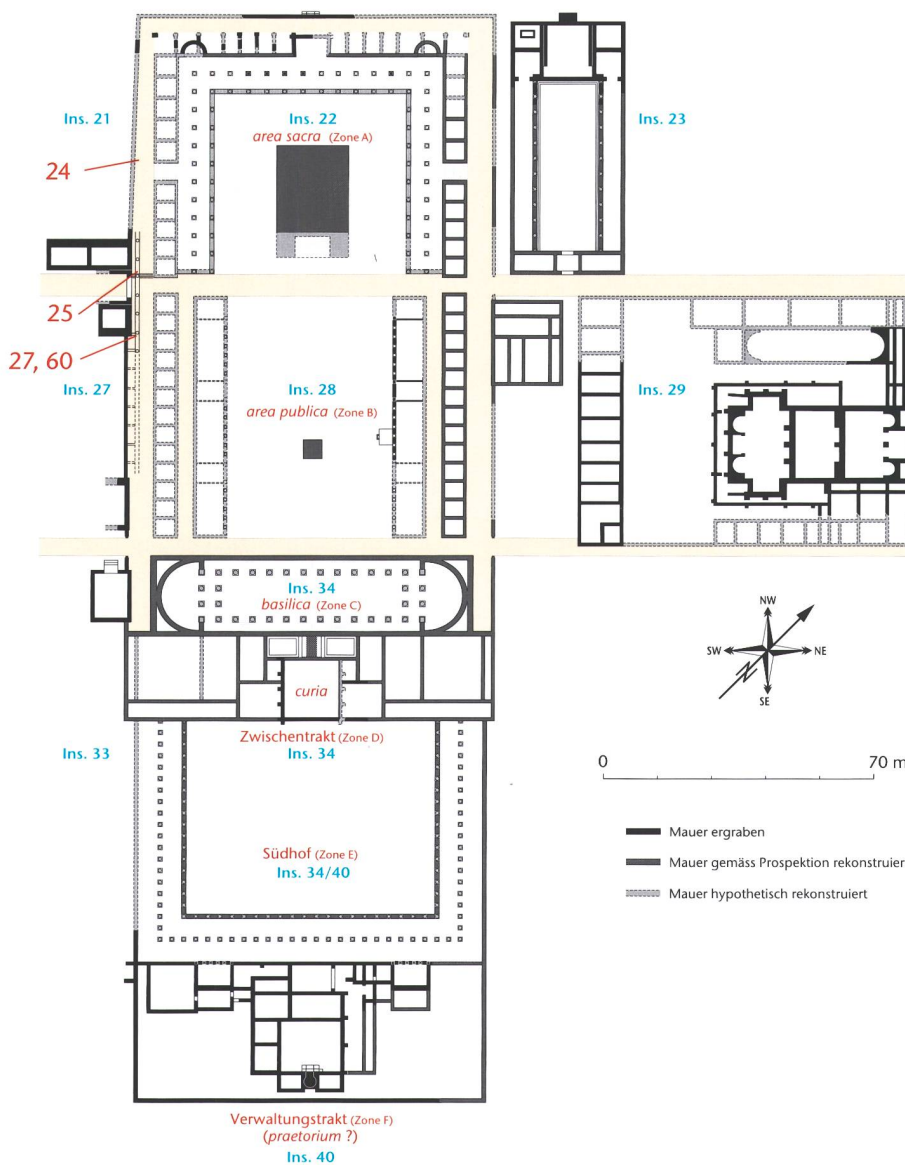 Ins. 21
Ins. 22
area sacra (Zone A)
Ins. 23
24
25
27, 60
Ins. 27
Ins. 28
area publica (Zone B)
Ins. 29
Ins. 34
basilica (Zone C)
curia
NW
SW
NE
SE
N
Zwischentrakt (Zone D)
Ins. 33
Ins. 34
0
70 m
Südhof (Zone E)
Ins. 34/40
Mauer ergraben
Mauer gemäss Prospektion rekonstruier
Mauer hypothetisch rekonstruiert
Verwaltungstrakt (Zone F)
(praetorium ?)
Ins. 40